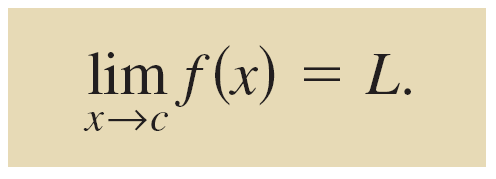 lim f(x) = L.
x→c